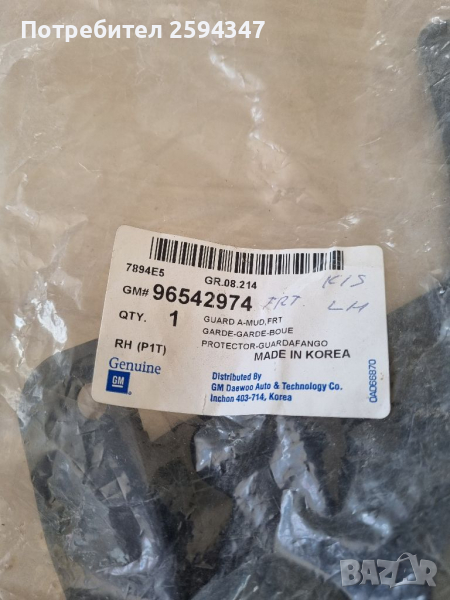 Потребител 2594347
7894E5
GR.08.214
GM# 96542974
FRT. LH
QTY. 1
GUARD A-MUD,FRT
GARDE-GARDE-BOUE
PROTECTOR-GUARDAFANGO
RH (P1T)
MADE IN KOREA
Genuine
GM
Distributed By
GM Daewoo Auto & Technology Co.
Inchon 403-714, Korea
OAD66870
BAZAR